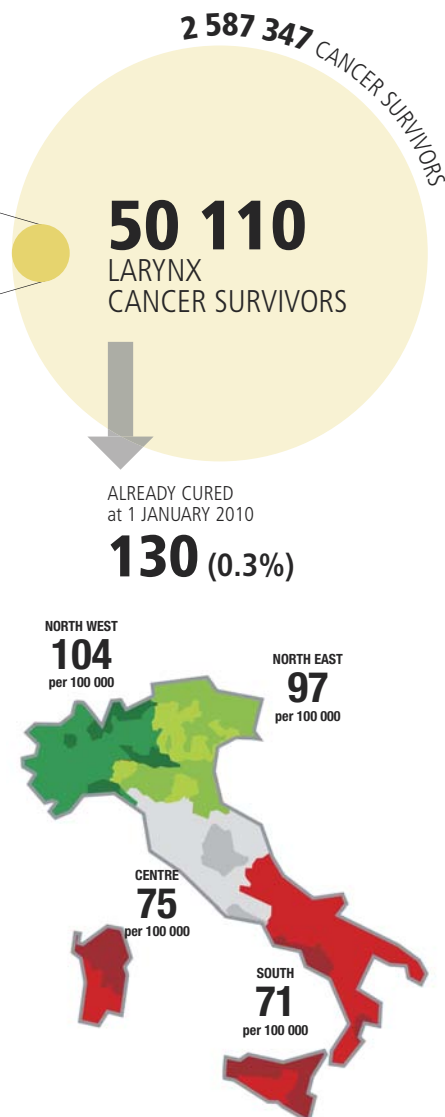 2 587 347 CANCER SURVIVORS
50 110
LARYNX
CANCER SURVIVORS
ALREADY CURED
at 1 JANUARY 2010
130 (0.3%)
NORTH WEST
104
per 100 000
NORTH EAST
97
per 100 000
CENTRE
75
per 100 000
SOUTH
71
per 100 000